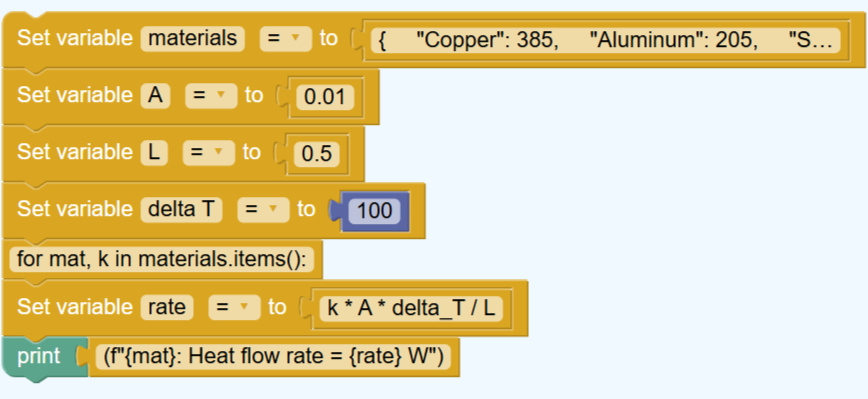 Set variable materials = to { "Copper": 385, "Aluminum": 205, "S...
Set variable A = to 0.01
Set variable L = to 0.5
Set variable delta T = to 100
for mat, k in materials.items():
Set variable rate = to k * A * delta_T / L
print (f"{mat}: Heat flow rate = {rate} W")